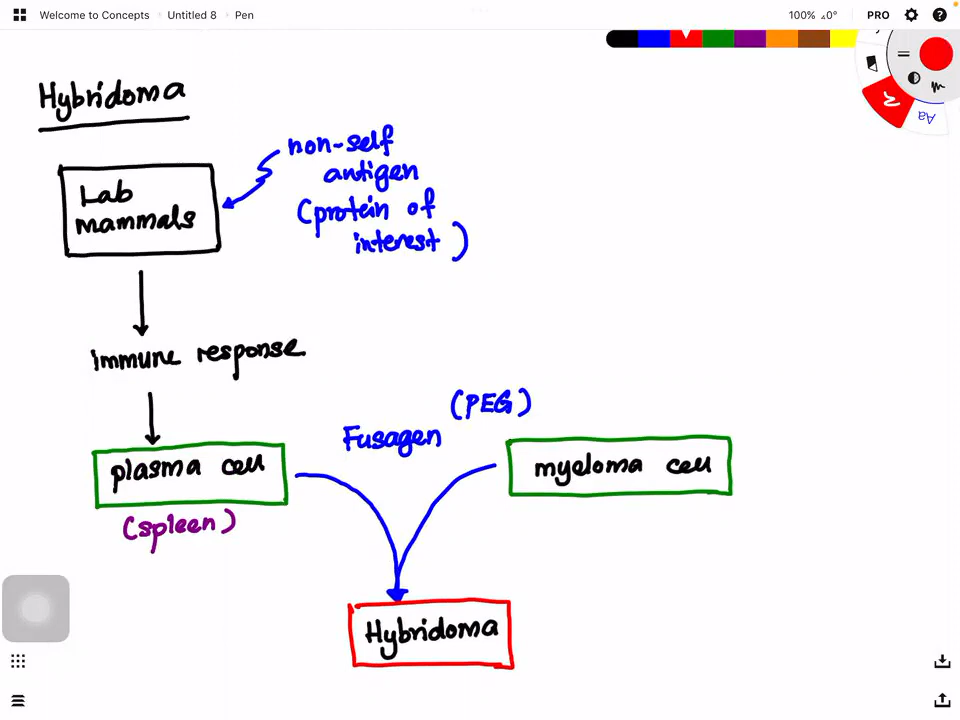 Welcome to Concepts
Untitled 8
Pen
100% ⦟0°
PRO
Hybridoma
non-self
antigen
(protein of
interest)
Lab
mammals
immune response
(PEG)
Fusagen
plasma cell
myeloma cell
(spleen)
Hybridoma
Aa